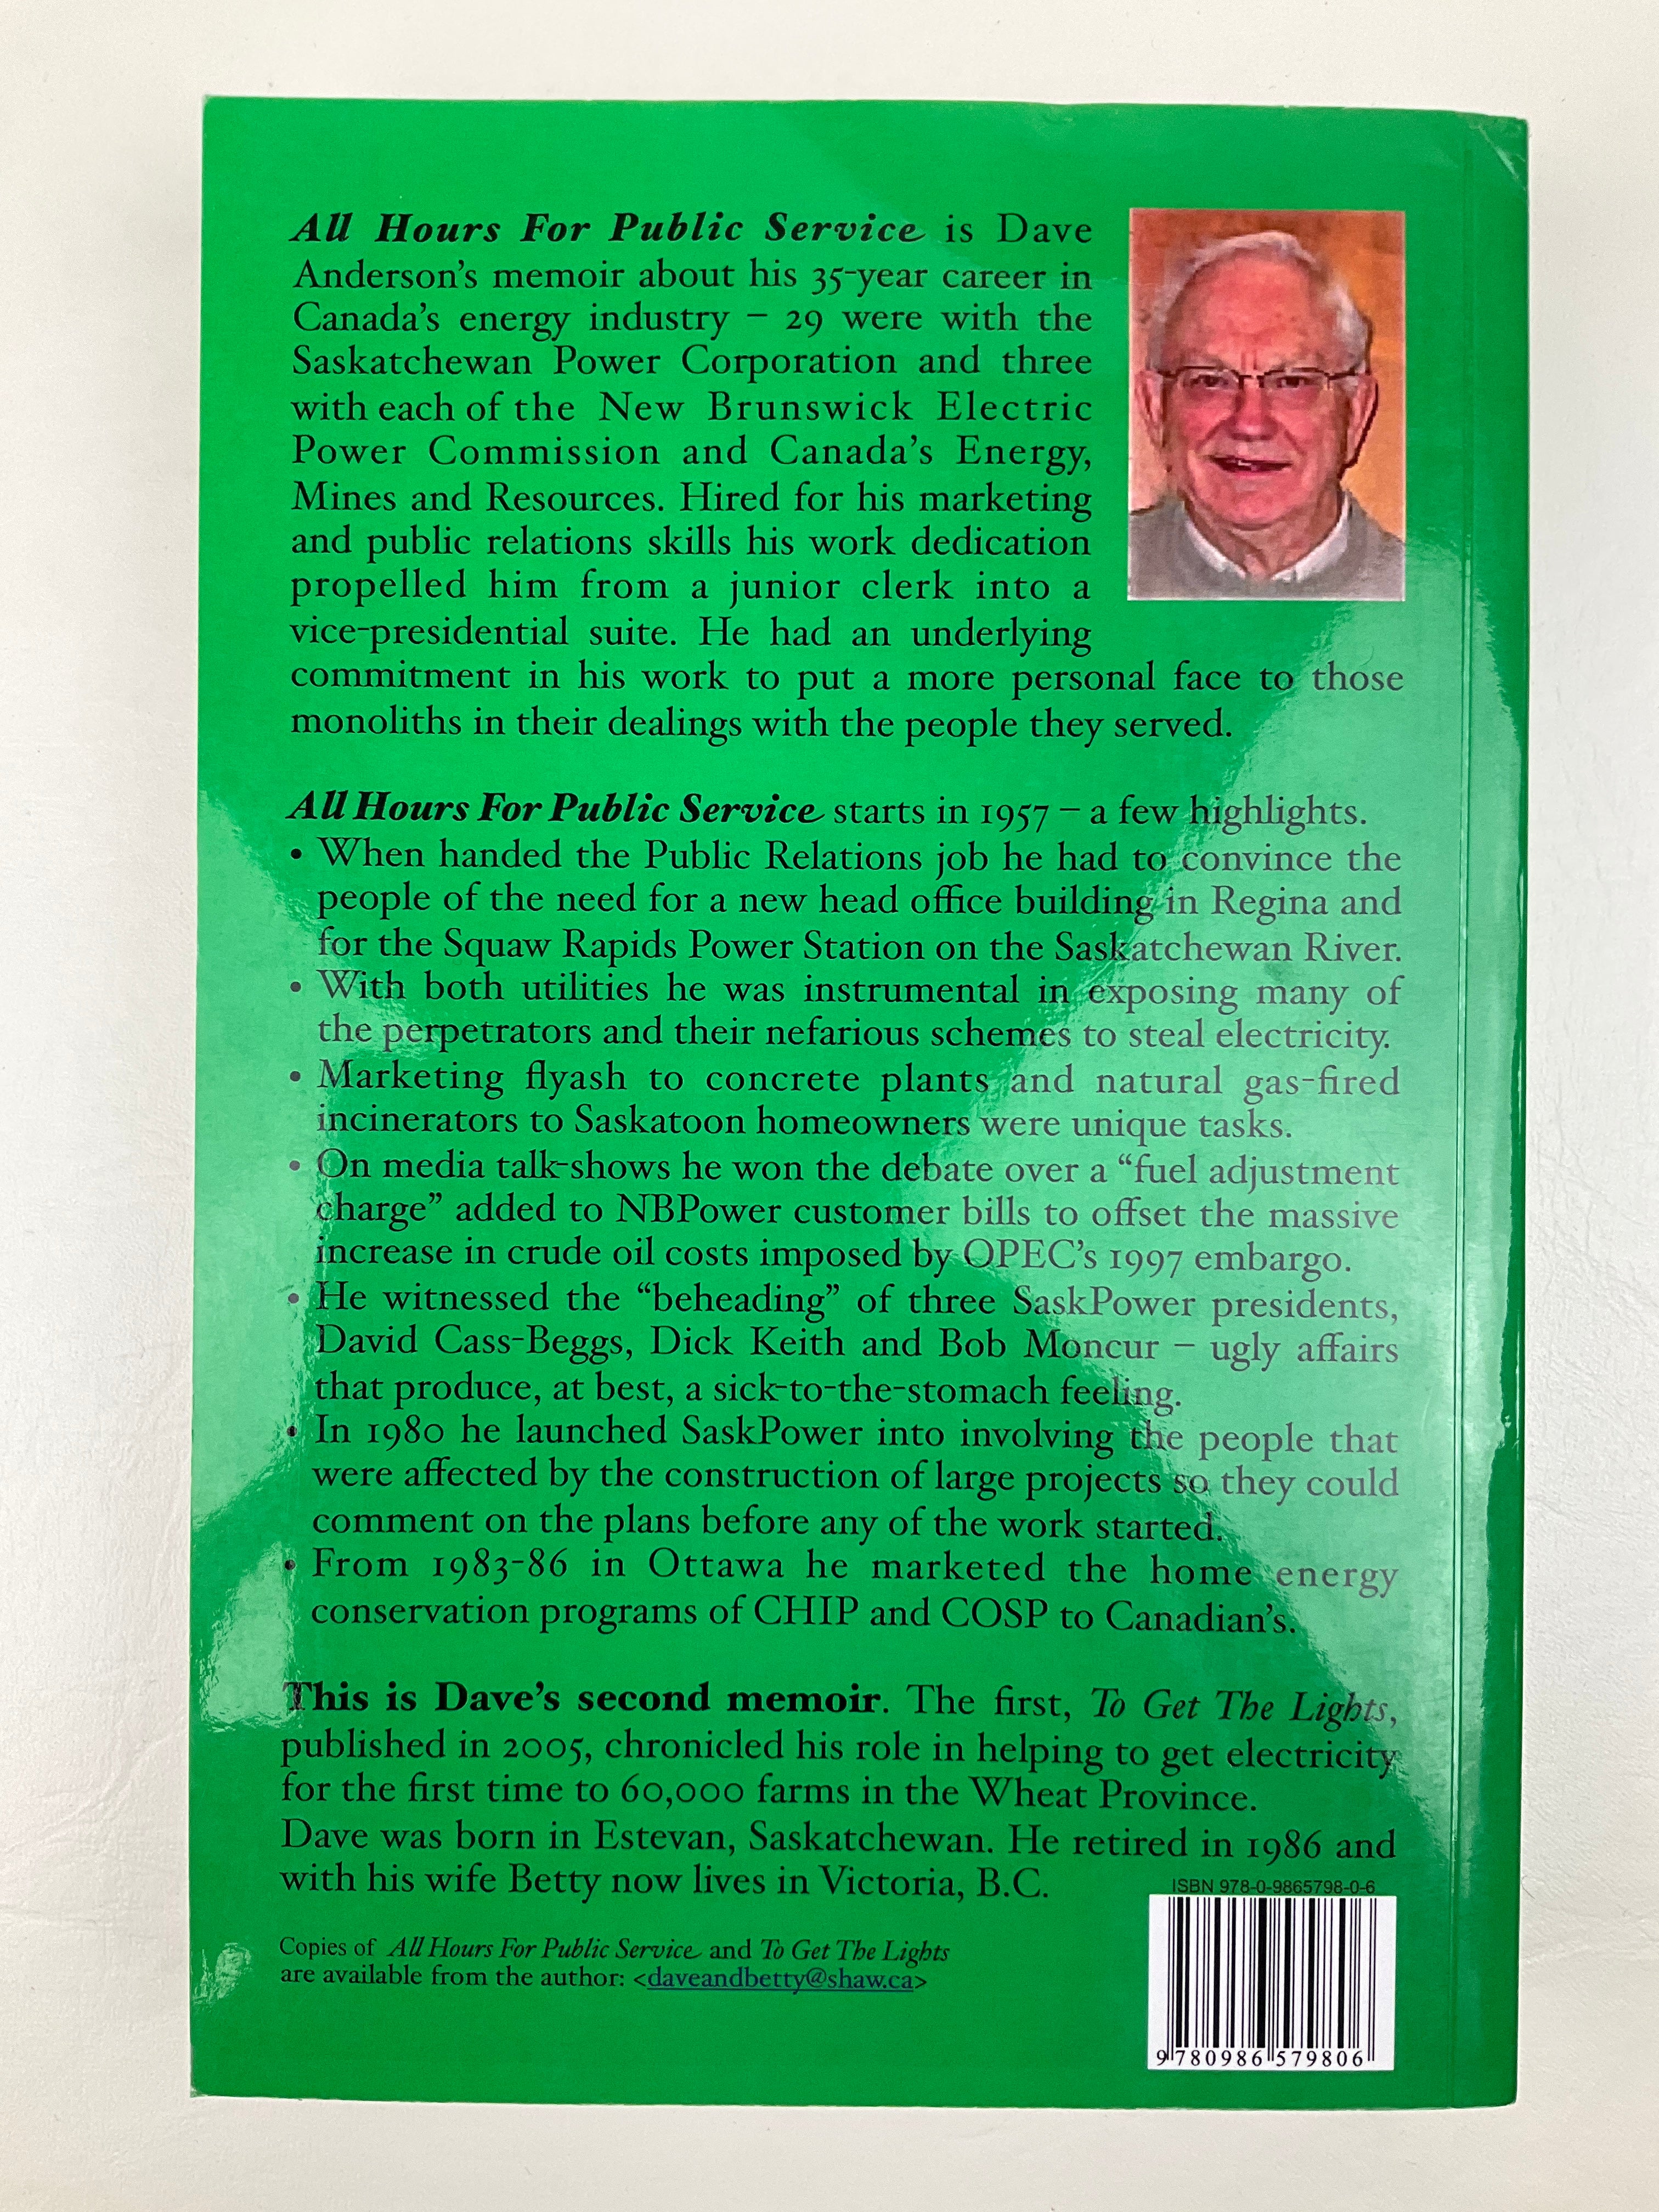 All Hours For Public Service is Dave
Anderson's memoir about his 35-year career in
Canada's energy industry – 29 were with the
Saskatchewan Power Corporation and three
with each of the New Brunswick Electric
Power Commission and Canada's Energy,
Mines and Resources. Hired for his marketing
and public relations skills his work dedication
propelled him from a junior clerk into a
vice-presidential suite. He had an underlying
commitment in his work to put a more personal face to those
monoliths in their dealings with the people they served.
All Hours For Public Service starts in 1957 – a few highlights.
• When handed the Public Relations job he had to convince the
people of the need for a new head office building in Regina and
for the Squaw Rapids Power Station on the Saskatchewan River.
• With both utilities he was instrumental in exposing many of
the perpetrators and their nefarious schemes to steal electricity.
• Marketing flyash to concrete plants and natural gas-fired
incinerators to Saskatoon homeowners were unique tasks.
• On media talk-shows he won the debate over a “fuel adjustment
charge” added to NBPower customer bills to offset the massive
increase in crude oil costs imposed by OPEC's 1997 embargo.
• He witnessed the “beheading” of three SaskPower presidents,
David Cass-Beggs, Dick Keith and Bob Moncur – ugly affairs
that produce, at best, a sick-to-the-stomach feeling.
• In 1980 he launched SaskPower into involving the people that
were affected by the construction of large projects so they could
comment on the plans before any of the work started.
• From 1983-86 in Ottawa he marketed the home energy
conservation programs of CHIP and COSP to Canadian's.
This is Dave's second memoir. The first, To Get The Lights,
published in 2005, chronicled his role in helping to get electricity
for the first time to 60,000 farms in the Wheat Province.
Dave was born in Estevan, Saskatchewan. He retired in 1986 and
with his wife Betty now lives in Victoria, B.C.
Copies of All Hours For Public Service and To Get The Lights
are available from the author: <daveandbetty@shaw.ca>
ISBN 978-0-9865798-0-6
9 780986 579806